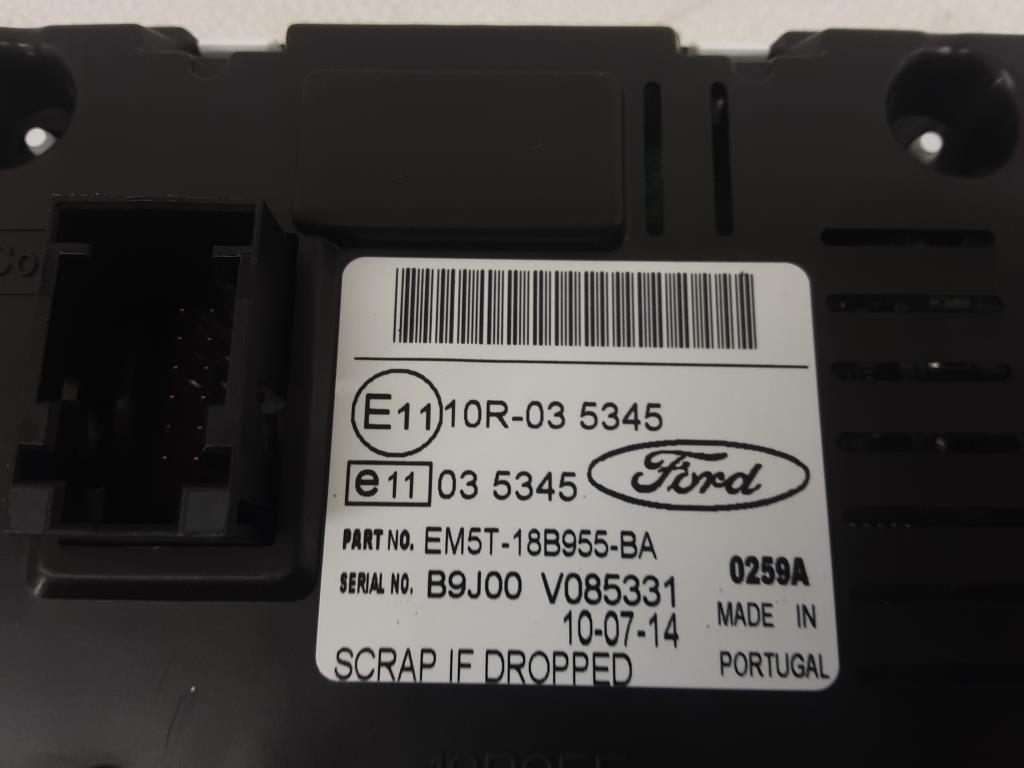 E11 10R-03 5345
e11 03 5345 Ford
PART NO. EM5T-18B955-BA
SERIAL NO. B9J00 V085331 0259A
10-07-14 MADE IN
SCRAP IF DROPPED PORTUGAL
Co